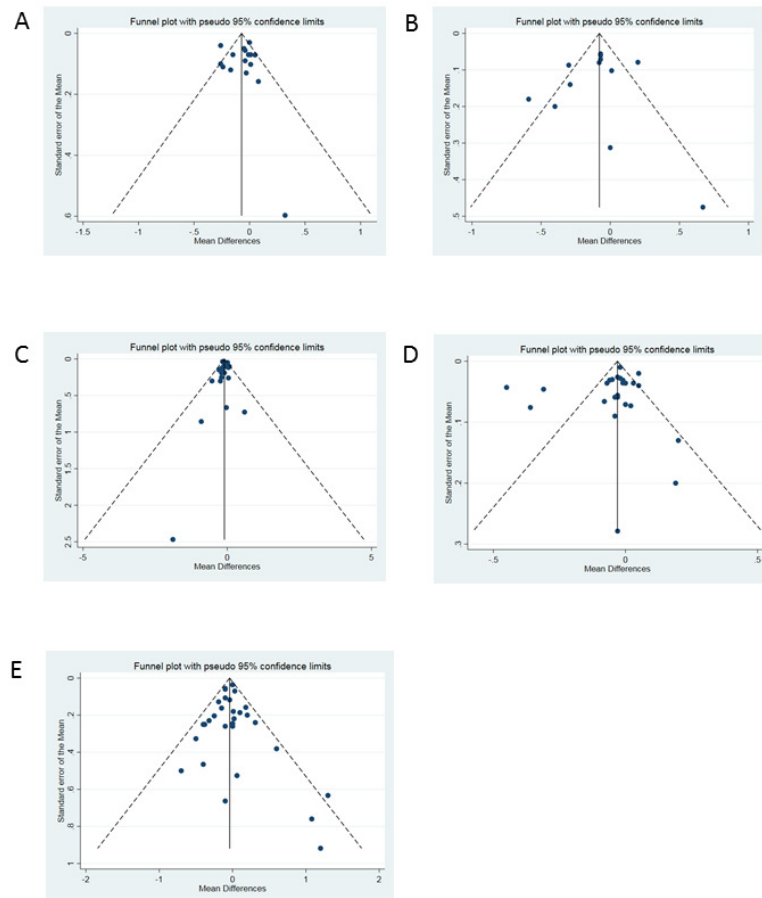 A
Funnel plot with pseudo 95% confidence limits
Standard error of the Mean
0
.2
.4
.6
-1.5 -1 -.5 0 .5 1
Mean Differences
B
Funnel plot with pseudo 95% confidence limits
Standard error of the Mean
0
.1
.2
.3
.4
.5
-1 -.5 0 .5 1
Mean Differences
C
Funnel plot with pseudo 95% confidence limits
Standard error of the Mean
0
.5
1
1.5
2
2.5
-5 0 5
Mean Differences
D
Funnel plot with pseudo 95% confidence limits
Standard error of the Mean
0
.1
.2
.3
-.5 0 .5
Mean Differences
E
Funnel plot with pseudo 95% confidence limits
Standard error of the Mean
0
.2
.4
.6
.8
1
-2 -1 0 1 2
Mean Differences